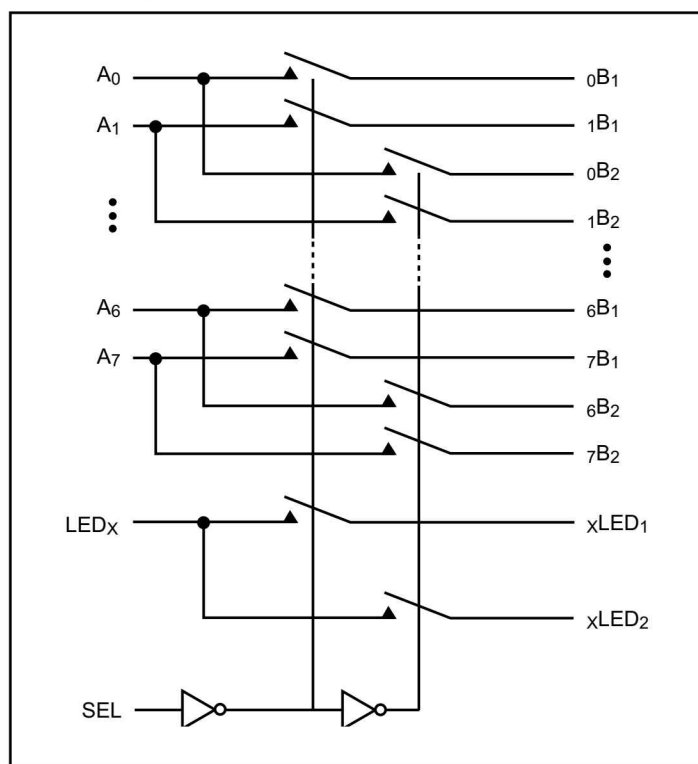 A₀ ₀B₁
A₁ ₁B₁
₀B₂
₁B₂
A₆ ₆B₁
A₇ ₇B₁
₆B₂
₇B₂
LEDₓ ₓLED₁
ₓLED₂
SEL